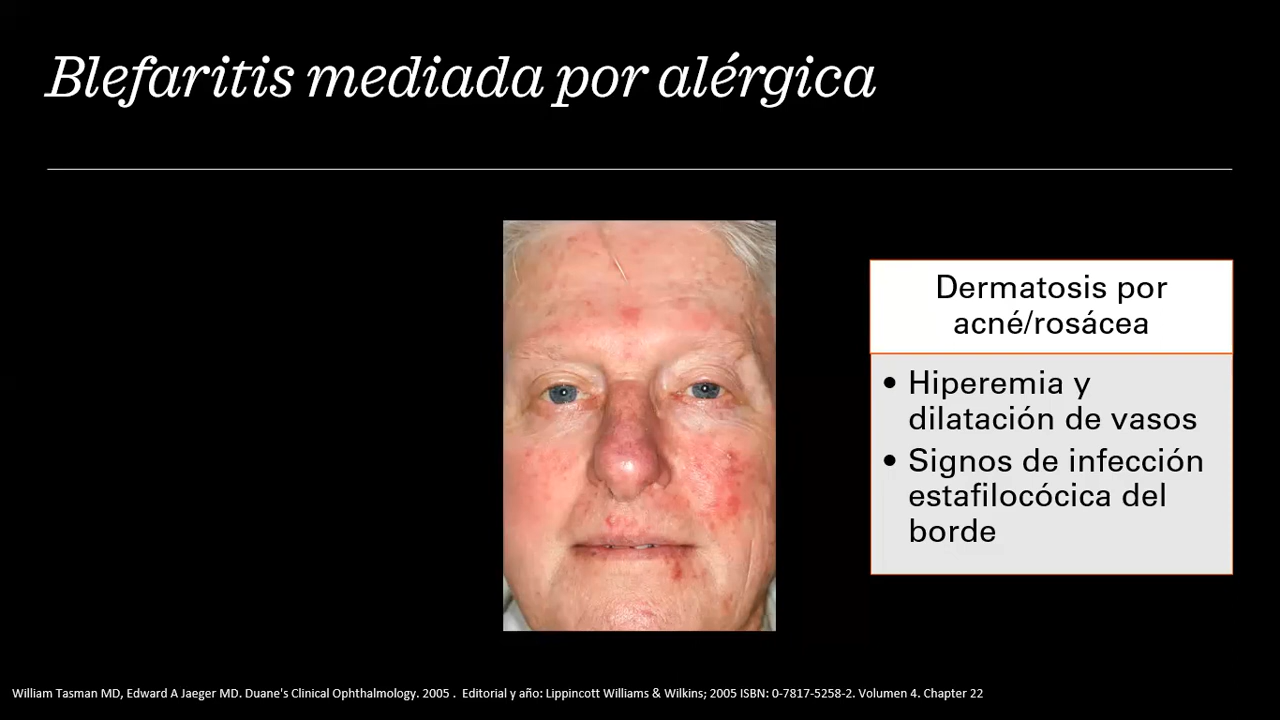 Blefaritis mediada por alérgica
Dermatosis por
acné/rosácea
• Hiperemia y
dilatación de vasos
• Signos de infección
estafilocócica del
borde
William Tasman MD, Edward A Jaeger MD. Duane's Clinical Ophthalmology. 2005 . Editorial y año: Lippincott Williams & Wilkins; 2005 ISBN: 0-7817-5258-2. Volumen 4. Chapter 22